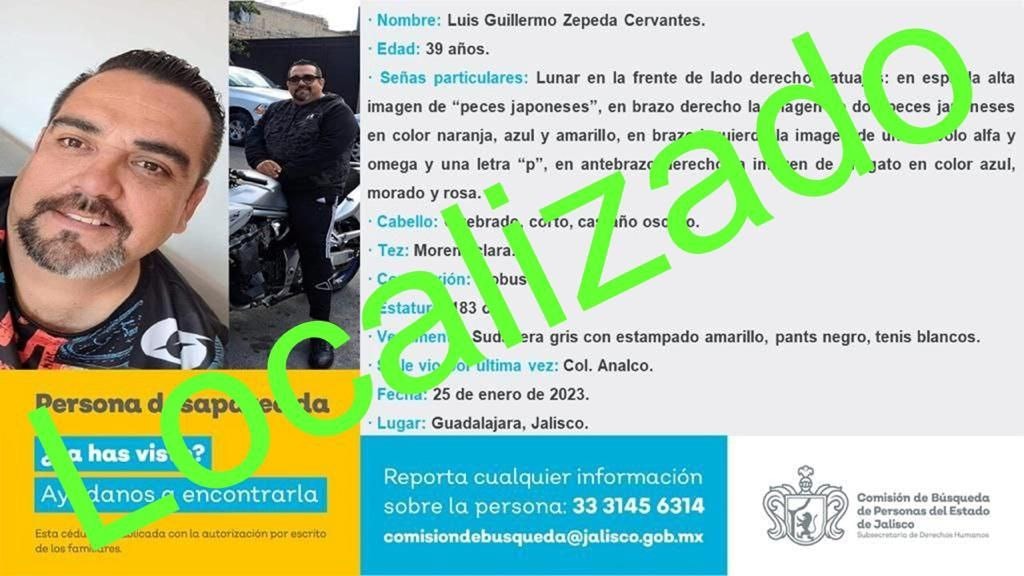 · Nombre: Luis Guillermo Zepeda Cervantes.
· Edad: 39 años.
· Señas particulares: Lunar en la frente de lado derecho, tatuajes: en espalda alta
imagen de “peces japoneses”, en brazo derecho la imagen de dos peces japoneses
en color naranja, azul y amarillo, en brazo izquierdo la imagen de un símbolo alfa y
omega y una letra “p”, en antebrazo derecho la imagen de gato en color azul,
morado y rosa.
· Cabello: Quebrado, corto, castaño oscuro.
· Tez: Morena clara.
· Complexión: Robusta
Estatura: 183
· Vestimenta: Sudadera gris con estampado amarillo, pants negro, tenis blancos.
· Se le vio por última vez: Col. Analco.
· Fecha: 25 de enero de 2023.
· Lugar: Guadalajara, Jalisco.
Localizado
Persona desaparecida
¿La has visto?
Ayúdanos a encontrarla
Esta cédula publicada con la autorización por escrito
de los familiares.
Reporta cualquier información
sobre la persona: 33 3145 6314
comisiondebusqueda@jalisco.gob.mx
Comisión de Búsqueda
de Personas del Estado
de Jalisco
Subsecretaría de Derechos Humanos